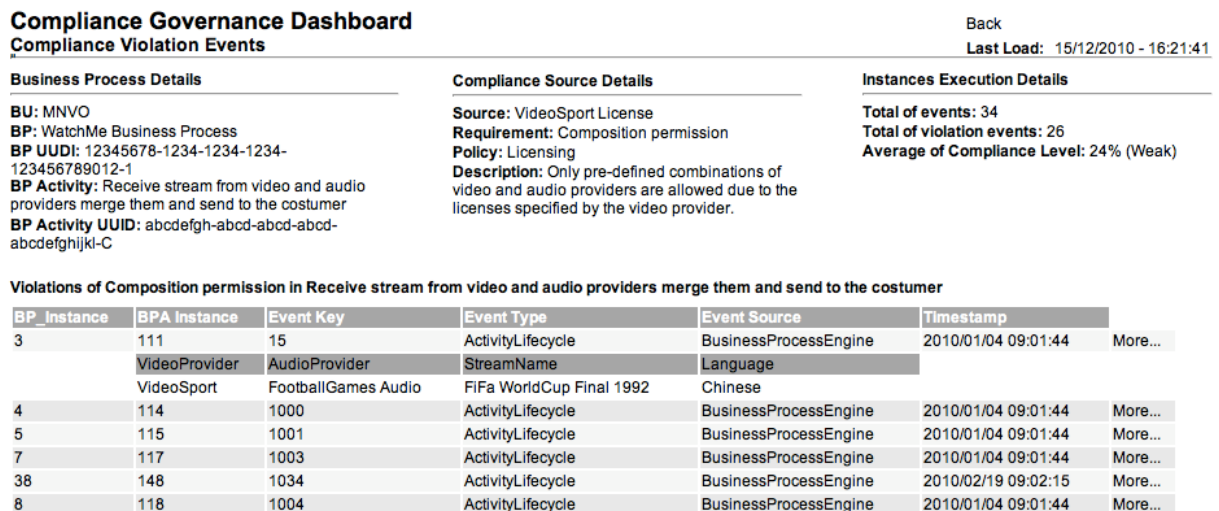 Compliance Governance Dashboard
Compliance Violation Events
Back
Last Load: 15/12/2010 - 16:21:41
Business Process Details
BU: MNVO
BP: WatchMe Business Process
BP UUDI: 12345678-1234-1234-1234-
123456789012-1
BP Activity: Receive stream from video and audio
providers merge them and send to the costumer
BP Activity UUID: abcdefgh-abcd-abcd-abcd-
abcdefghijkl-C
Compliance Source Details
Source: VideoSport License
Requirement: Composition permission
Policy: Licensing
Description: Only pre-defined combinations of
video and audio providers are allowed due to the
licenses specified by the video provider.
Instances Execution Details
Total of events: 34
Total of violation events: 26
Average of Compliance Level: 24% (Weak)
Violations of Composition permission in Receive stream from video and audio providers merge them and send to the costumer
BP_Instance BPA Instance Event Key Event Type Event Source Timestamp
3 111 15 ActivityLifecycle BusinessProcessEngine 2010/01/04 09:01:44 More...
VideoProvider AudioProvider StreamName Language
VideoSport FootballGames Audio FiFa WorldCup Final 1992 Chinese
4 114 1000 ActivityLifecycle BusinessProcessEngine 2010/01/04 09:01:44 More...
5 115 1001 ActivityLifecycle BusinessProcessEngine 2010/01/04 09:01:44 More...
7 117 1003 ActivityLifecycle BusinessProcessEngine 2010/01/04 09:01:44 More...
38 148 1034 ActivityLifecycle BusinessProcessEngine 2010/02/19 09:02:15 More...
8 118 1004 ActivityLifecycle BusinessProcessEngine 2010/01/04 09:01:44 More...